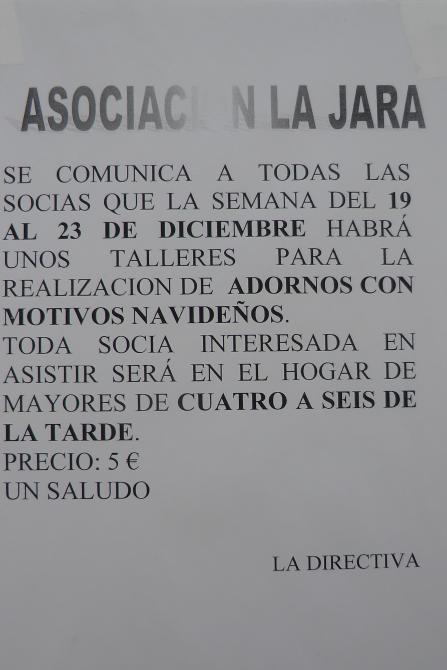 ASOCIACIÓN LA JARA
SE COMUNICA A TODAS LAS
SOCIAS QUE LA SEMANA DEL 19
AL 23 DE DICIEMBRE HABRÁ
UNOS TALLERES PARA LA
REALIZACION DE ADORNOS CON
MOTIVOS NAVIDEÑOS.
TODA SOCIA INTERESADA EN
ASISTIR SERÁ EN EL HOGAR DE
MAYORES DE CUATRO A SEIS DE
LA TARDE.
PRECIO: 5 €
UN SALUDO
LA DIRECTIVA